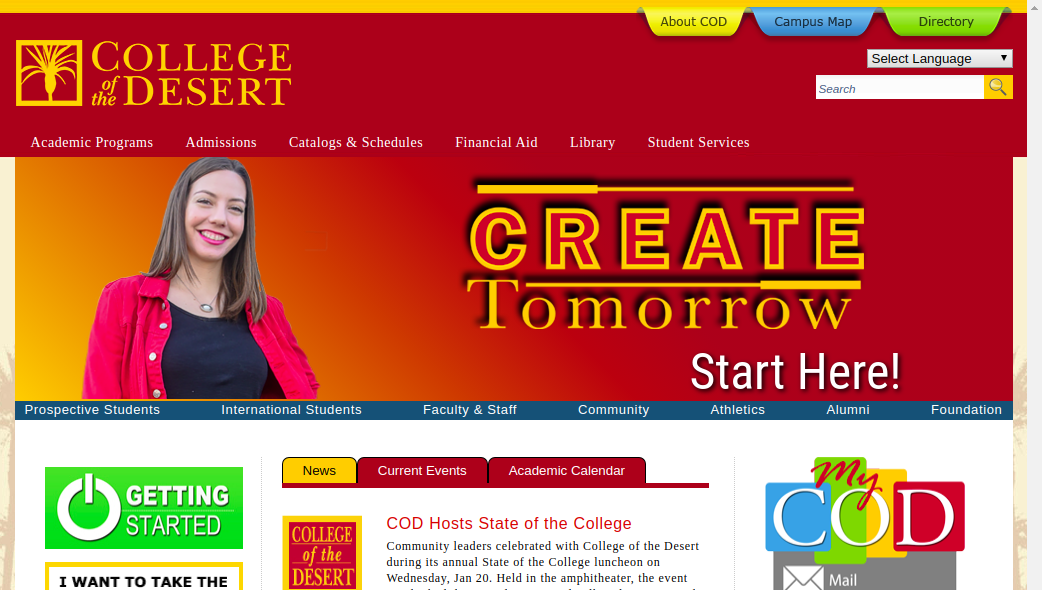 About COD
Campus Map
Directory
COLLEGE
of the DESERT
Select Language
Search
Academic Programs
Admissions
Catalogs & Schedules
Financial Aid
Library
Student Services
CREATE
Tomorrow
Start Here!
Prospective Students
International Students
Faculty & Staff
Community
Athletics
Alumni
Foundation
GETTING
STARTED
I WANT TO TAKE THE
News
Current Events
Academic Calendar
COLLEGE
of the
DESERT
COD Hosts State of the College
Community leaders celebrated with College of the Desert
during its annual State of the College luncheon on
Wednesday, Jan 20. Held in the amphitheater, the event
My
COD
Mail